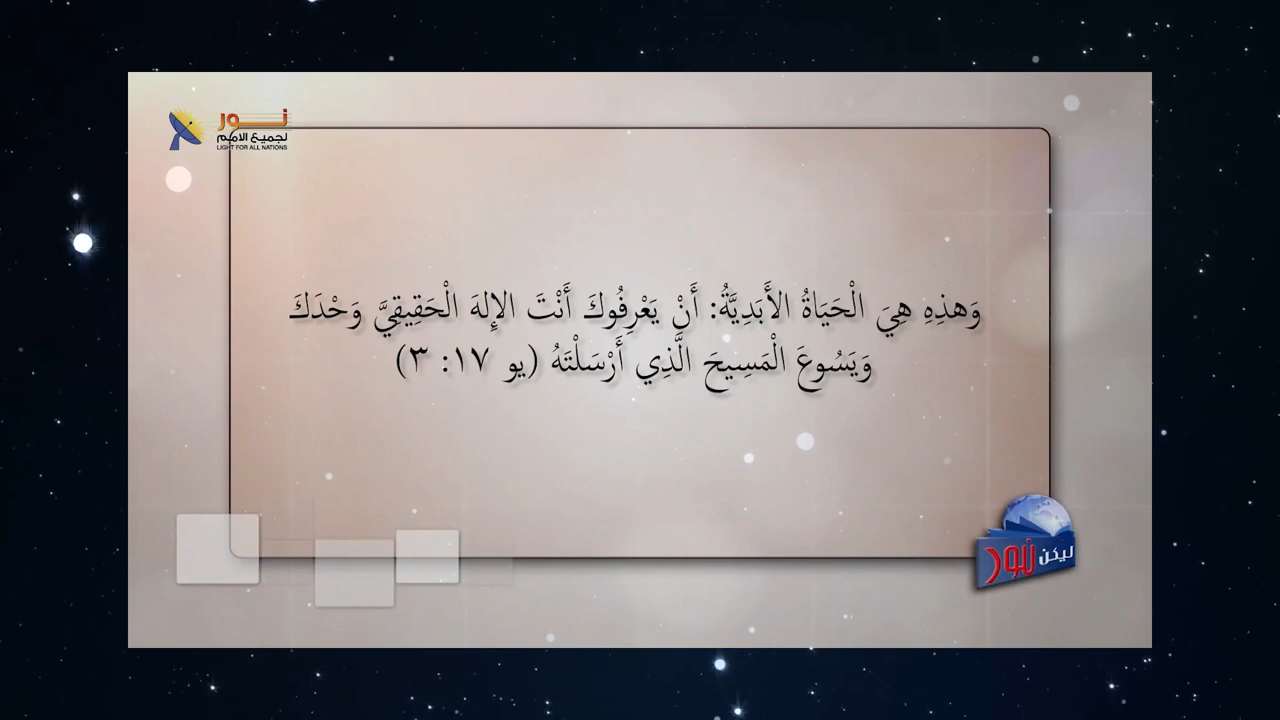 نور
لجميع الامم
LIGHT FOR ALL NATIONS
وَهذِهِ هِيَ الْحَيَاةُ الأَبَدِيَّةُ: أَنْ يَعْرِفُوكَ أَنْتَ الإِلهَ الْحَقِيقِيَّ وَحْدَكَ
وَيَسُوعَ الْمَسِيحَ الَّذِي أَرْسَلْتَهُ (يو ١٧: ٣)
ليكن نور